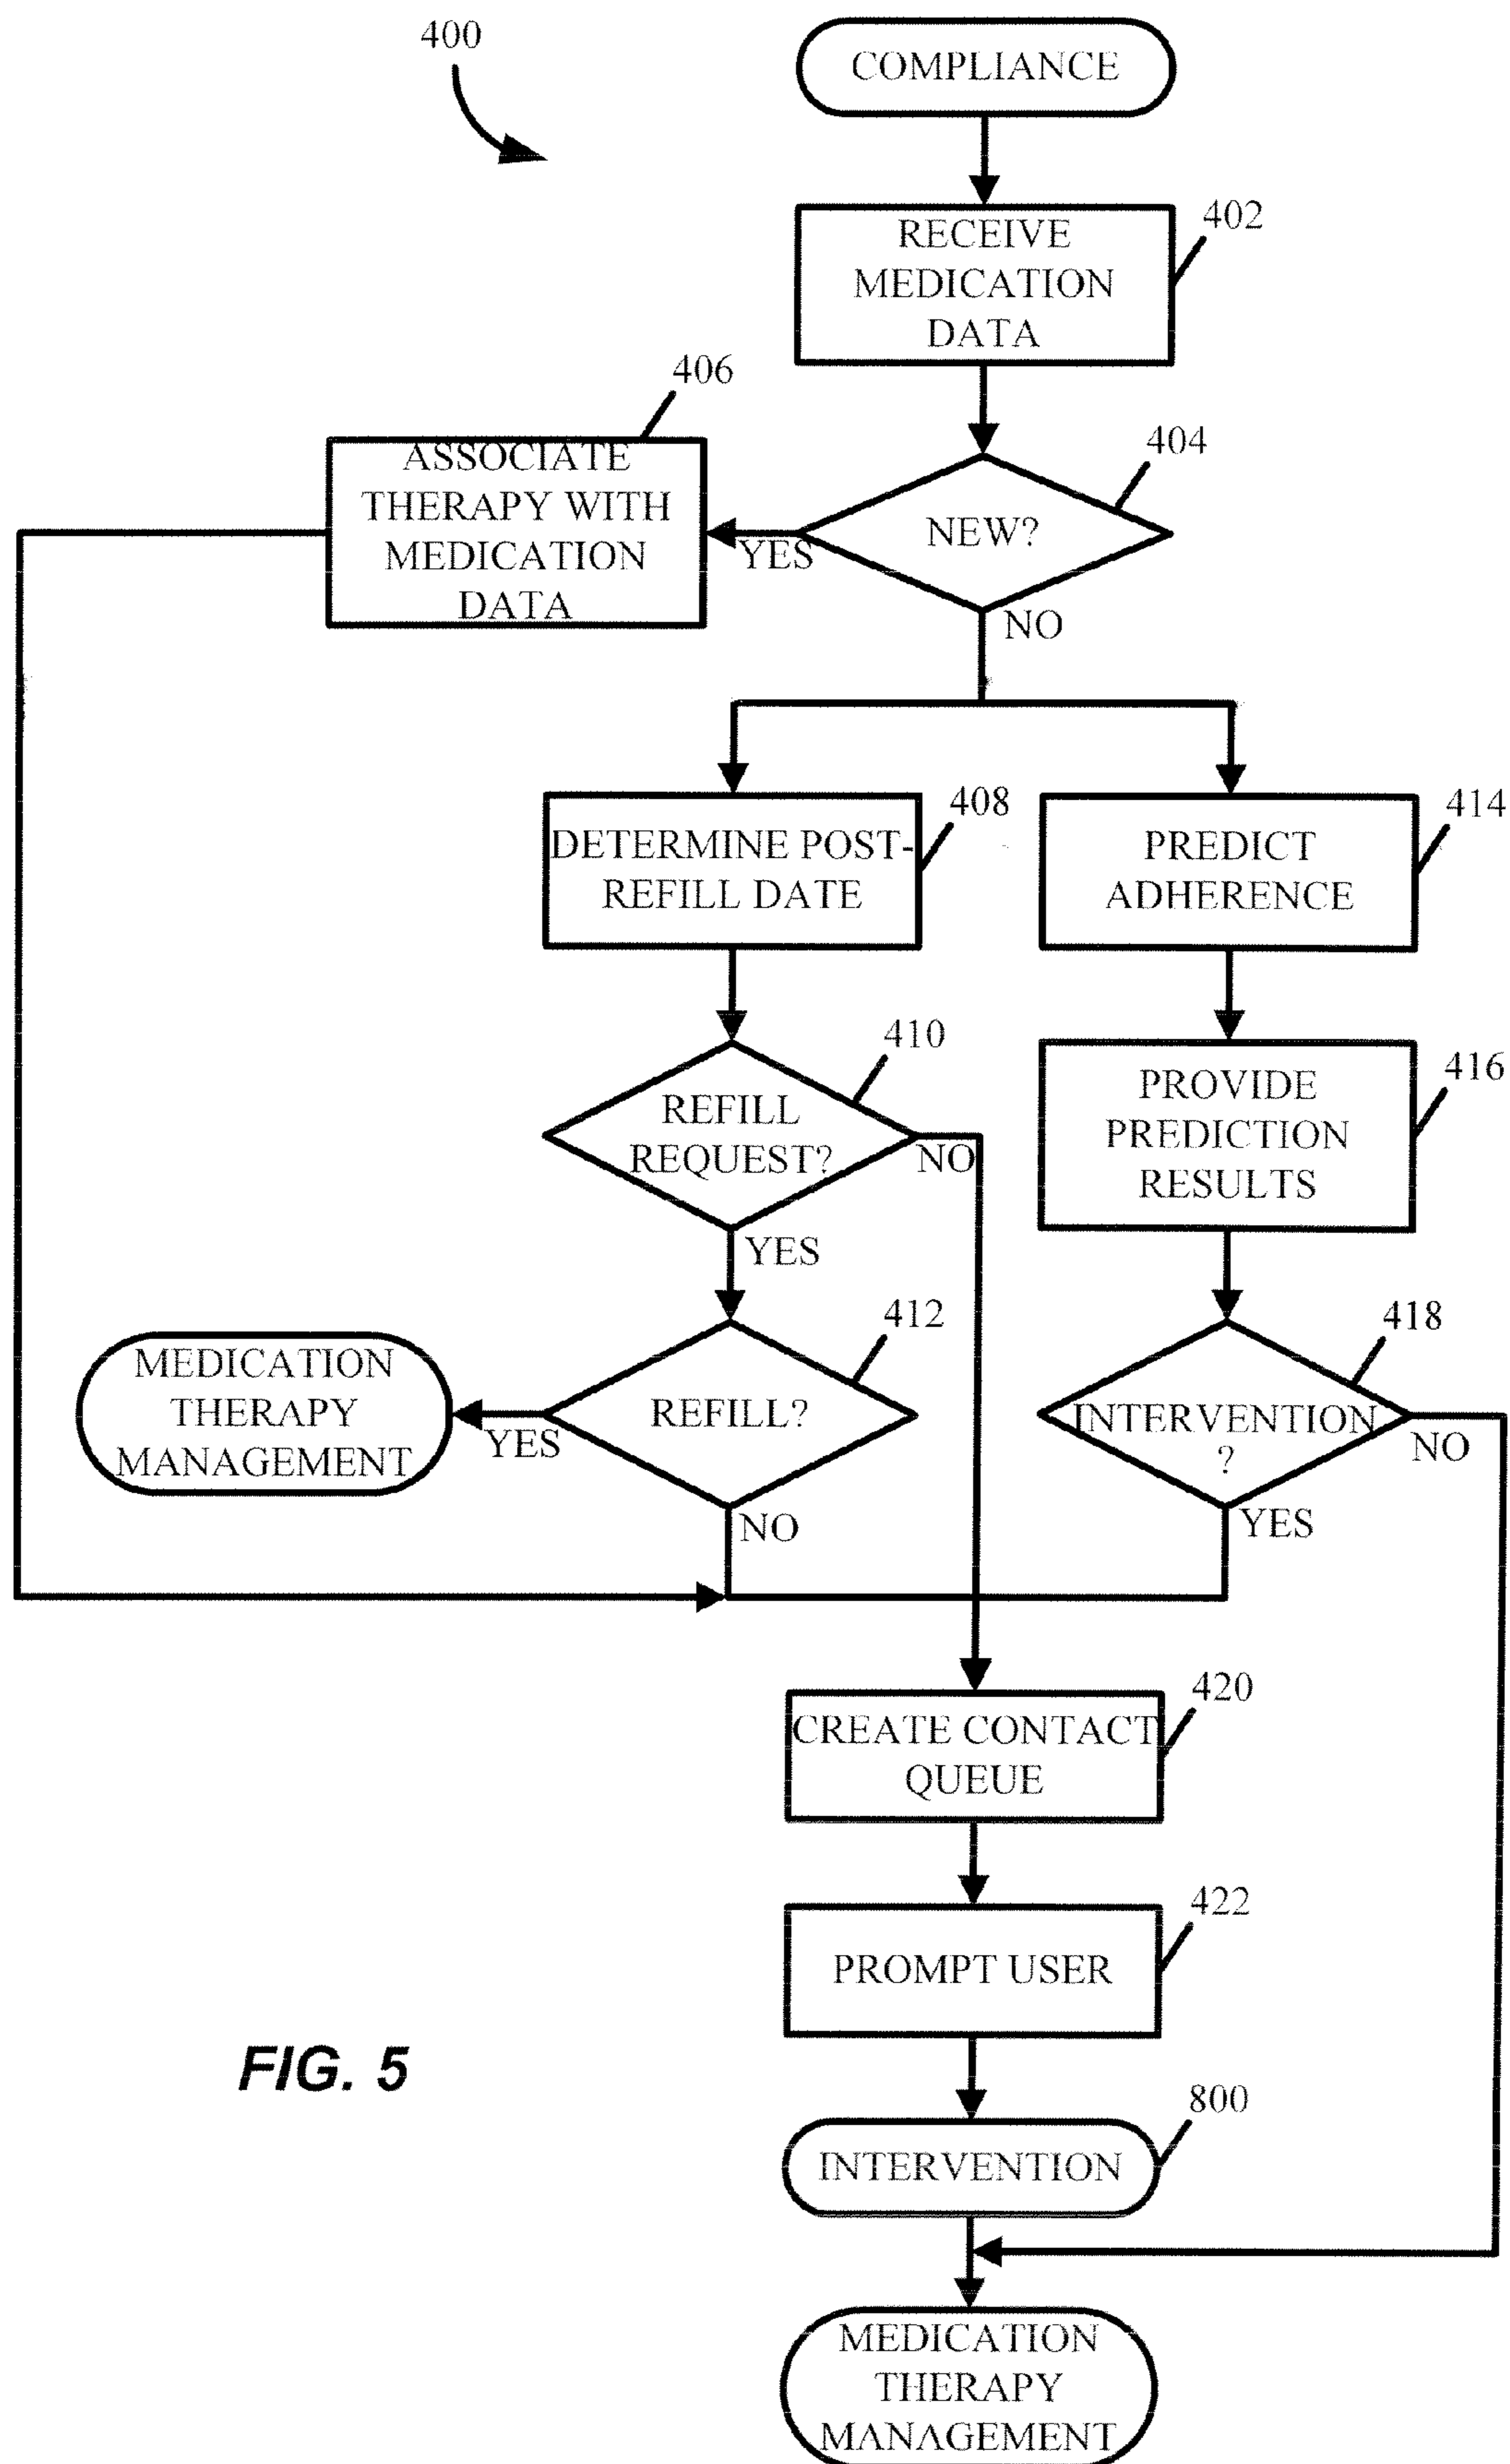 400
COMPLIANCE
402
RECEIVE
MEDICATION
DATA
406
ASSOCIATE
THERAPY WITH
MEDICATION
DATA
404
NEW?
YES
NO
408
DETERMINE POST-
REFILL DATE
414
PREDICT
ADHERENCE
410
REFILL
REQUEST?
NO
YES
416
PROVIDE
PREDICTION
RESULTS
412
REFILL?
YES
NO
MEDICATION
THERAPY
MANAGEMENT
418
INTERVENTION
?
NO
YES
420
CREATE CONTACT
QUEUE
422
PROMPT USER
FIG. 5
800
INTERVENTION
MEDICATION
THERAPY
MANAGEMENT